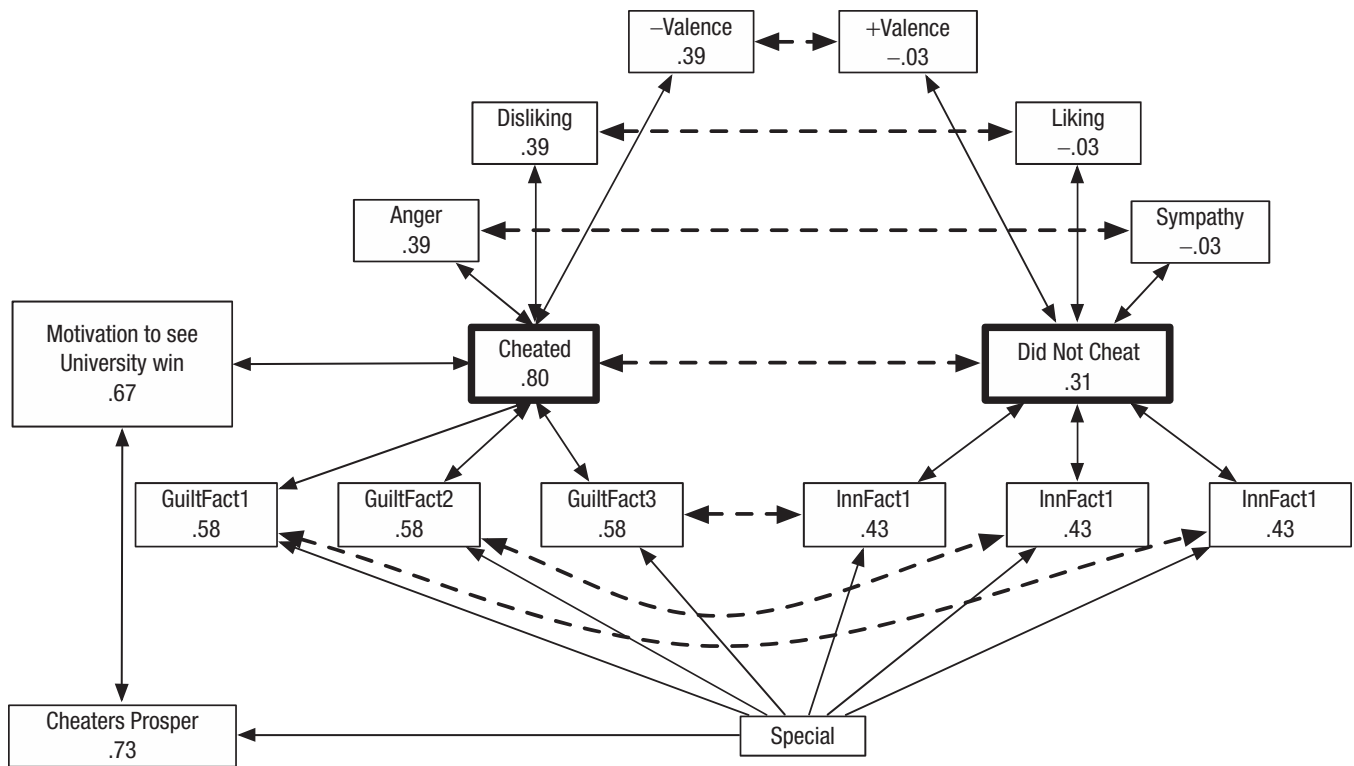 −Valence
.39
+Valence
−.03
Disliking
.39
Liking
−.03
Anger
.39
Sympathy
−.03
Motivation to see
University win
.67
Cheated
.80
Did Not Cheat
.31
GuiltFact1
.58
GuiltFact2
.58
GuiltFact3
.58
InnFact1
.43
InnFact1
.43
InnFact1
.43
Cheaters Prosper
.73
Special